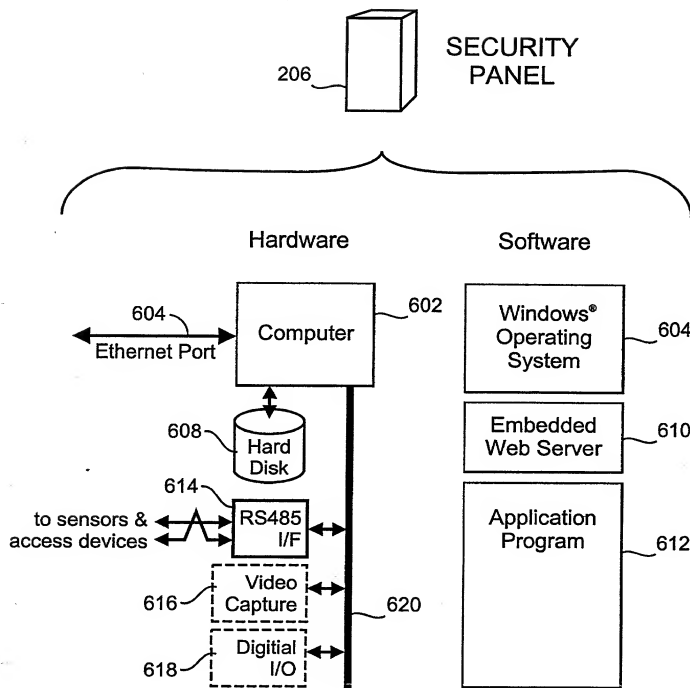 SECURITY
PANEL
206
Hardware
Software
604
Ethernet Port
Computer
602
Windows®
Operating
System
604
608
Hard
Disk
Embedded
Web Server
610
614
to sensors &
access devices
RS485
I/F
Application
Program
612
616
Video
Capture
620
618
Digitial
I/O